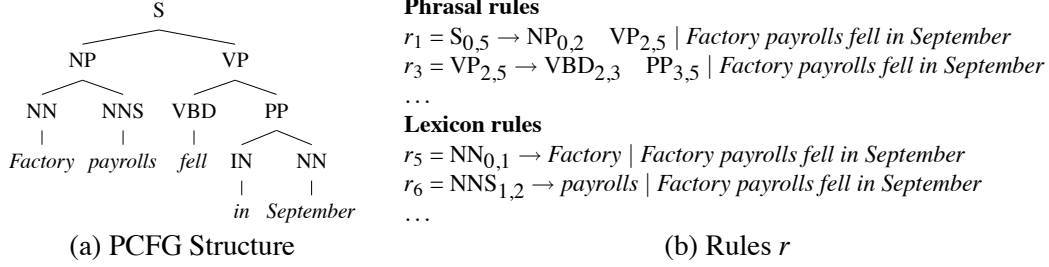 S
NP VP
NN NNS VBD PP
Factory payrolls fell IN NN
in September
(a) PCFG Structure
Phrasal rules
r1 = S0,5 → NP0,2 VP2,5 | Factory payrolls fell in September
r3 = VP2,5 → VBD2,3 PP3,5 | Factory payrolls fell in September
...
Lexicon rules
r5 = NN0,1 → Factory | Factory payrolls fell in September
r6 = NNS1,2 → payrolls | Factory payrolls fell in September
...
(b) Rules r